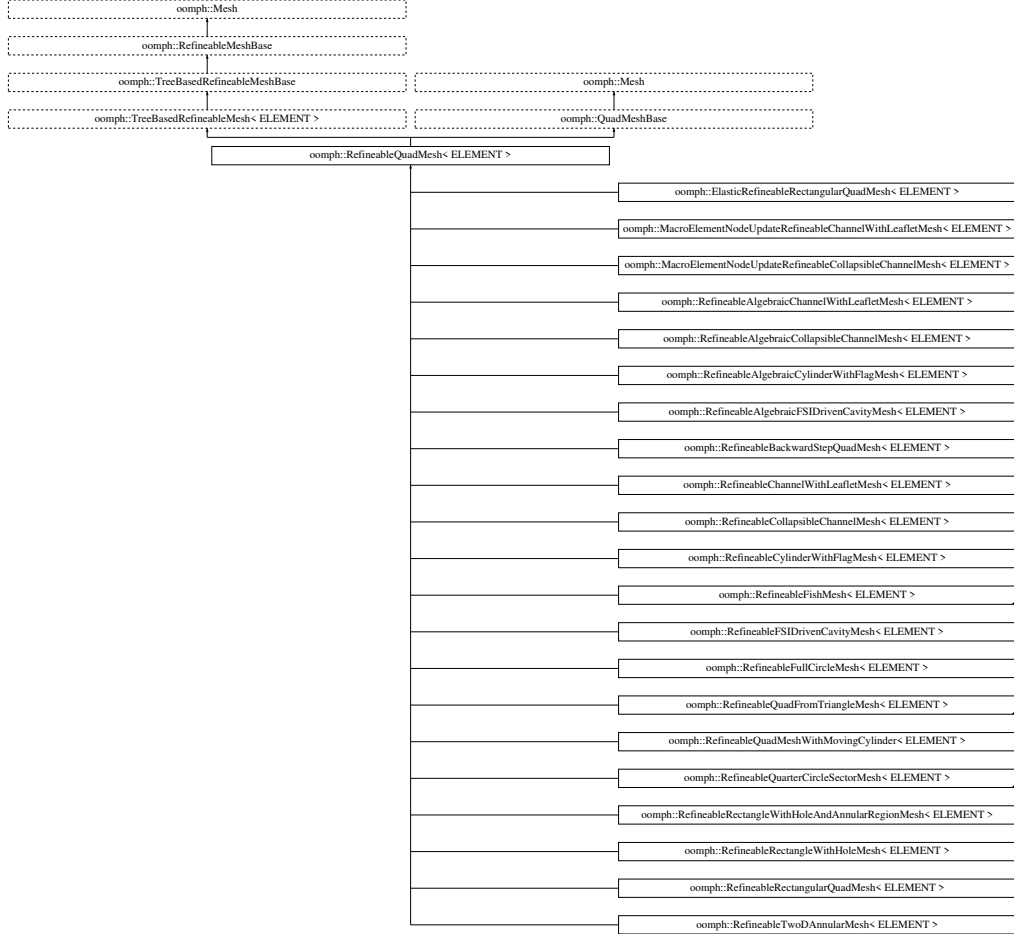 oomph::Mesh
oomph::RefineableMeshBase
oomph::TreeBasedRefineableMeshBase
oomph::Mesh
oomph::TreeBasedRefineableMesh< ELEMENT >
oomph::QuadMeshBase
oomph::RefineableQuadMesh< ELEMENT >
oomph::ElasticRefineableRectangularQuadMesh< ELEMENT >
oomph::MacroElementNodeUpdateRefineableChannelWithLeafletMesh< ELEMENT >
oomph::MacroElementNodeUpdateRefineableCollapsibleChannelMesh< ELEMENT >
oomph::RefineableAlgebraicChannelWithLeafletMesh< ELEMENT >
oomph::RefineableAlgebraicCollapsibleChannelMesh< ELEMENT >
oomph::RefineableAlgebraicCylinderWithFlagMesh< ELEMENT >
oomph::RefineableAlgebraicFSIDrivenCavityMesh< ELEMENT >
oomph::RefineableBackwardStepQuadMesh< ELEMENT >
oomph::RefineableChannelWithLeafletMesh< ELEMENT >
oomph::RefineableCollapsibleChannelMesh< ELEMENT >
oomph::RefineableCylinderWithFlagMesh< ELEMENT >
oomph::RefineableFishMesh< ELEMENT >
oomph::RefineableFSIDrivenCavityMesh< ELEMENT >
oomph::RefineableFullCircleMesh< ELEMENT >
oomph::RefineableQuadFromTriangleMesh< ELEMENT >
oomph::RefineableQuadMeshWithMovingCylinder< ELEMENT >
oomph::RefineableQuarterCircleSectorMesh< ELEMENT >
oomph::RefineableRectangleWithHoleAndAnnularRegionMesh< ELEMENT >
oomph::RefineableRectangleWithHoleMesh< ELEMENT >
oomph::RefineableRectangularQuadMesh< ELEMENT >
oomph::RefineableTwoDAnnularMesh< ELEMENT >